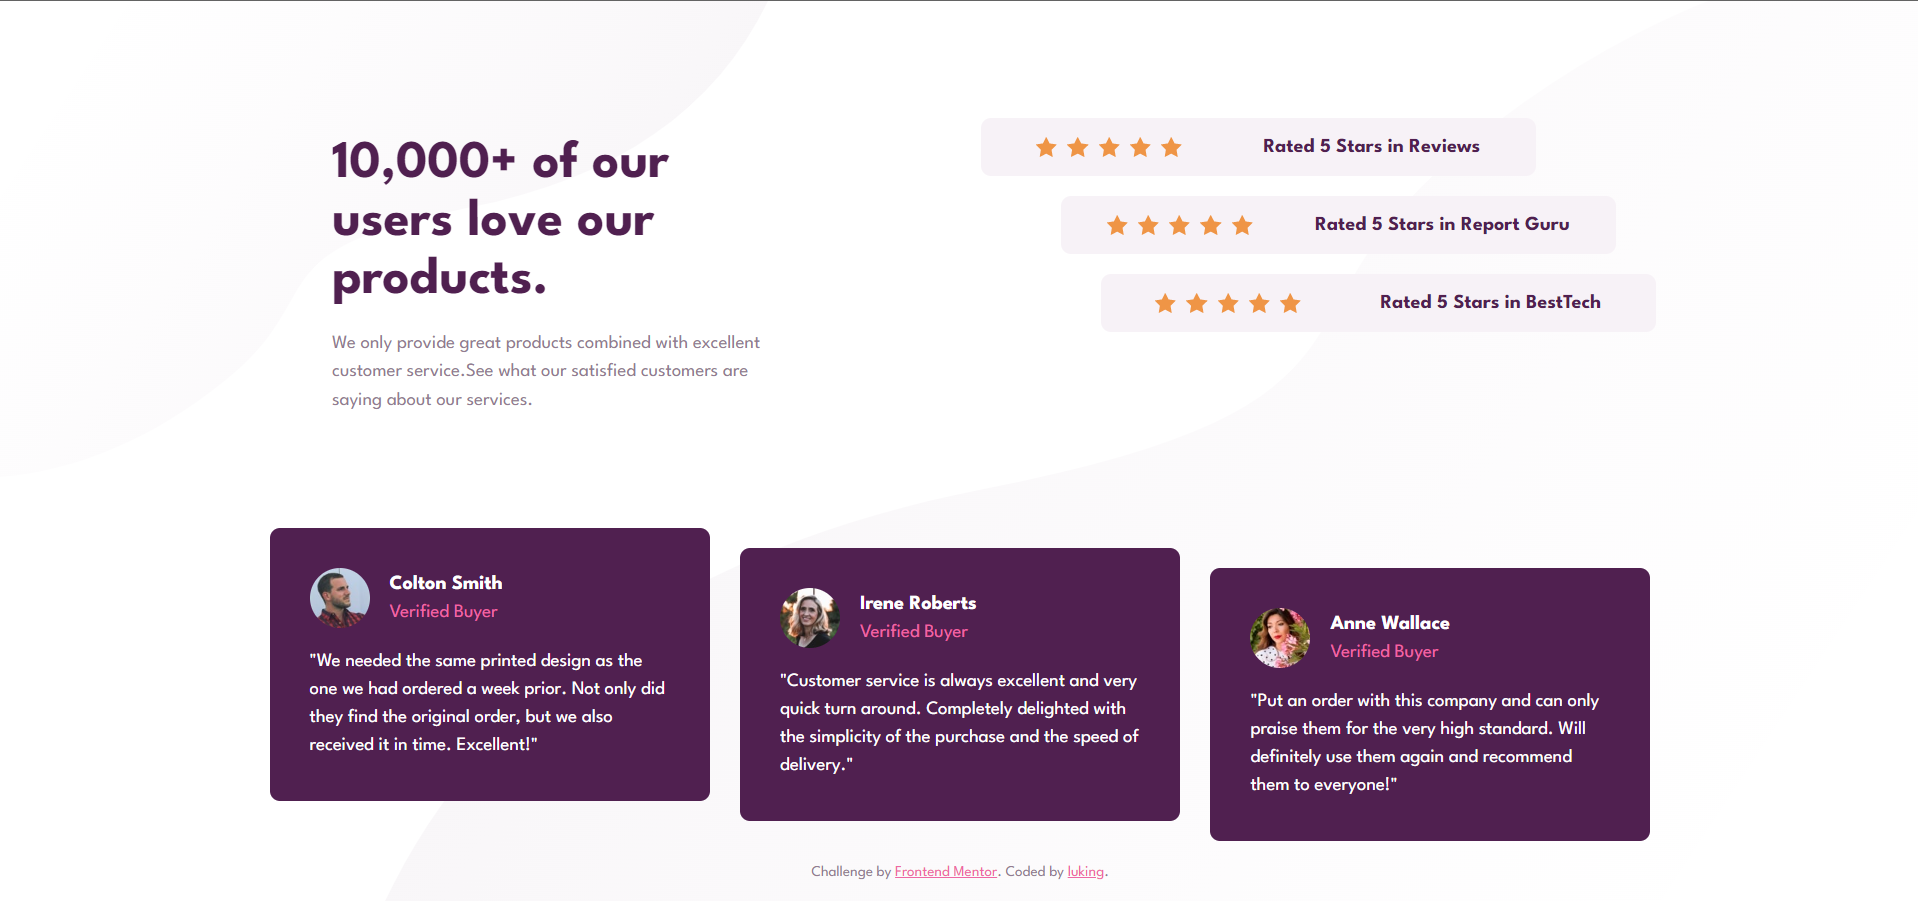 10,000+ of our
users love our
products.
We only provide great products combined with excellent
customer service.See what our satisfied customers are
saying about our services.
Rated 5 Stars in Reviews
Rated 5 Stars in Report Guru
Rated 5 Stars in BestTech
Colton Smith
Verified Buyer
"We needed the same printed design as the
one we had ordered a week prior. Not only did
they find the original order, but we also
received it in time. Excellent!"
Irene Roberts
Verified Buyer
"Customer service is always excellent and very
quick turn around. Completely delighted with
the simplicity of the purchase and the speed of
delivery."
Anne Wallace
Verified Buyer
"Put an order with this company and can only
praise them for the very high standard. Will
definitely use them again and recommend
them to everyone!"
Challenge by Frontend Mentor. Coded by luking.